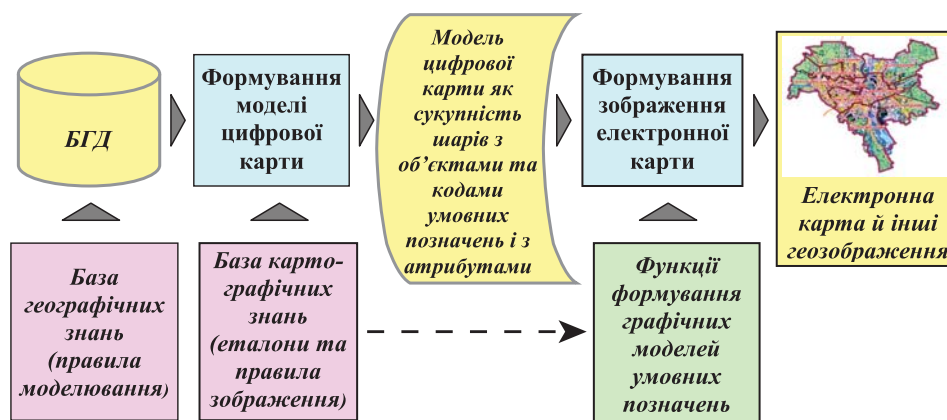 БГД
Формування
моделі
цифрової
карти
Модель
цифрової
карти як
сукупність
шарів з
об’єктами та
кодами
умовних
позначень і з
атрибутами
Формування
зображення
електронної
карти
Електронна
карта й інші
геозображення
База
географічних
знань
(правила
моделювання)
База карто-
графічних
знань
(еталони та
правила
зображення)
Функції
формування
графічних
моделей
умовних
позначень